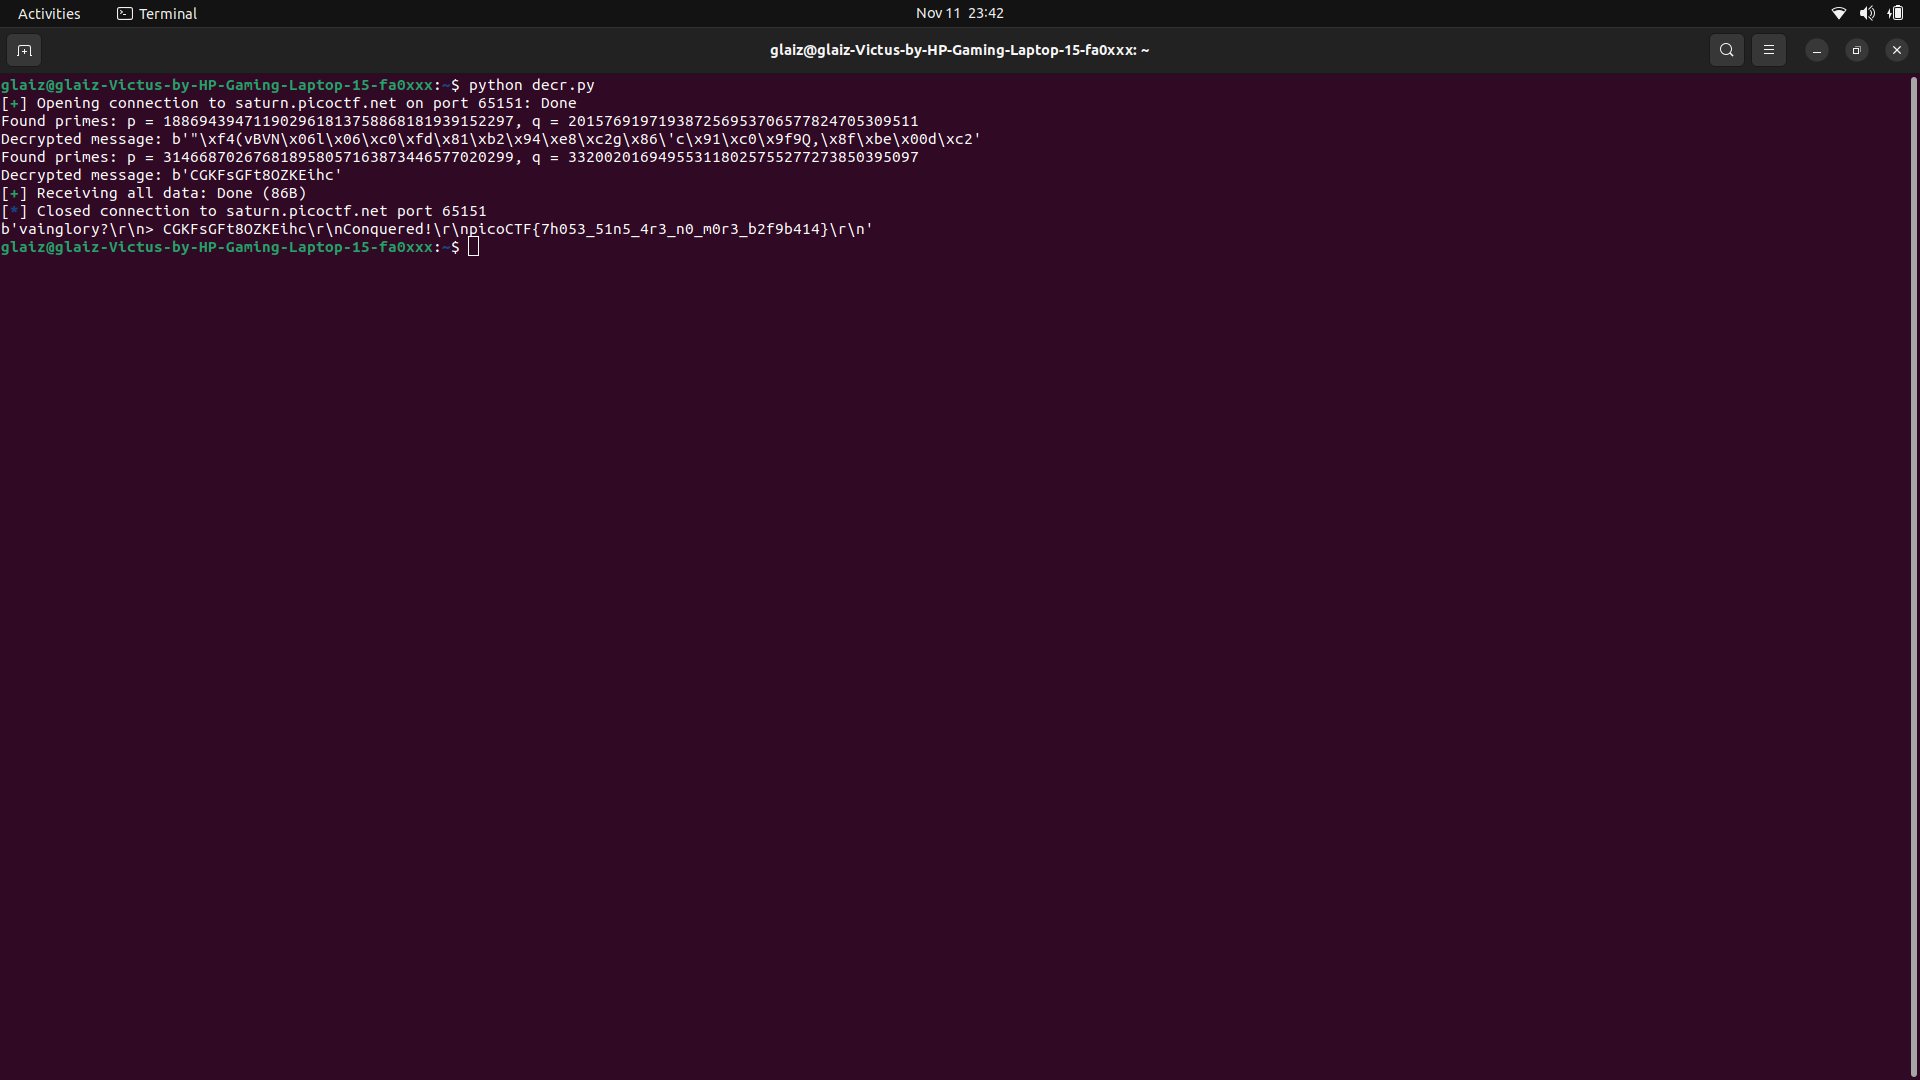 Activities
Terminal
Nov 11 23:42
glaiz@glaiz-Victus-by-HP-Gaming-Laptop-15-fa0xxx: ~
glaiz@glaiz-Victus-by-HP-Gaming-Laptop-15-fa0xxx:~$ python decr.py
[+] Opening connection to saturn.picoctf.net on port 65151: Done
Found primes: p = 188694394711902961813758868181939152297, q = 201576919719387256953706577824705309511
Decrypted message: b'"\xf4(vBVN\x06l\x06\xc0\xfd\x81\xb2\x94\xe8\xc2g\x86\'c\x91\xc0\x9f9Q,\x8f\xbe\x00d\xc2'
Found primes: p = 314668702676818958057163873446577020299, q = 332002016949553118025755277273850395097
Decrypted message: b'CGKFsGFt8OZKEihc'
[+] Receiving all data: Done (86B)
[*] Closed connection to saturn.picoctf.net port 65151
b'vainglory?\r\n> CGKFsGFt8OZKEihc\r\nConquered!\r\npicoCTF{7h053_51n5_4r3_n0_m0r3_b2f9b414}\r\n'
glaiz@glaiz-Victus-by-HP-Gaming-Laptop-15-fa0xxx:~$